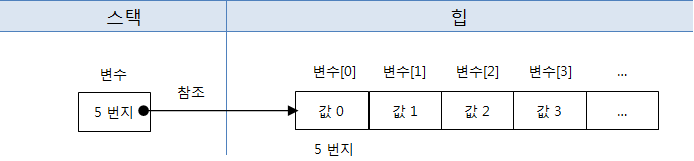 스택 힙
변수 변수[0] 변수[1] 변수[2] 변수[3] ...
참조
5 번지 값 0 값 1 값 2 값 3 ...
5 번지